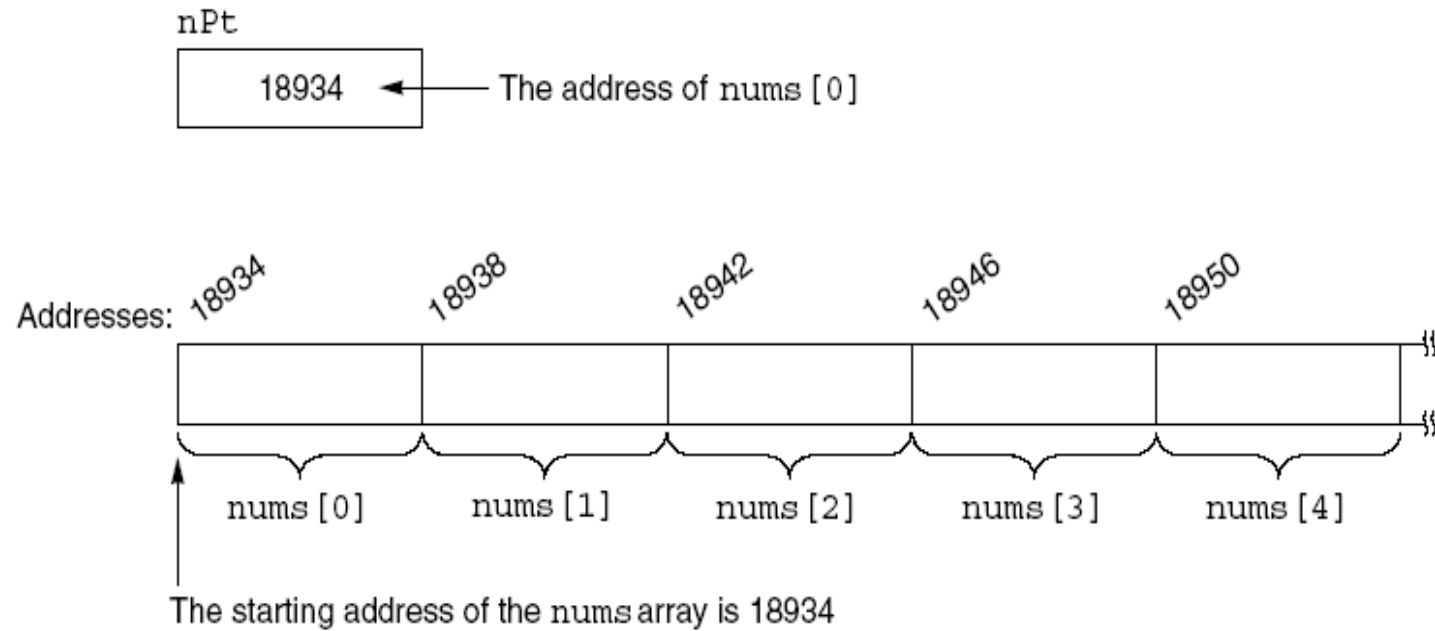 nPt
18934 The address of nums[0]
Addresses: 18934 18938 18942 18946 18950
nums[0] nums[1] nums[2] nums[3] nums[4]
The starting address of the nums array is 18934